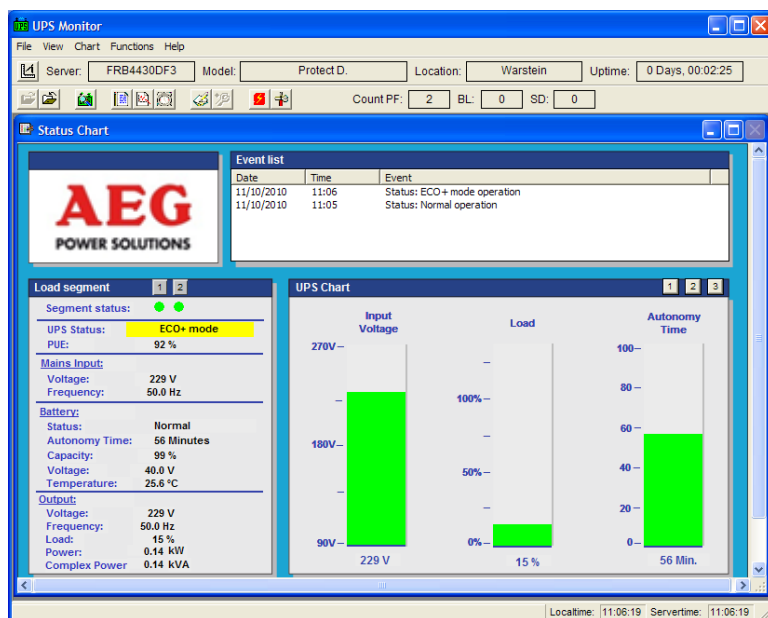 UPS Monitor
File View Chart Functions Help
Server: FRB4430DF3 Model: Protect D. Location: Warstein Uptime: 0 Days, 00:02:25
Count PF: 2 BL: 0 SD: 0
Status Chart
AEG
POWER SOLUTIONS
Event list
Date Time Event
11/10/2010 11:06 Status: ECO+ mode operation
11/10/2010 11:05 Status: Normal operation
Load segment 1 2
Segment status:
UPS Status: ECO+ mode
PUE: 92 %
Mains Input:
Voltage: 229 V
Frequency: 50.0 Hz
Battery:
Status: Normal
Autonomy Time: 56 Minutes
Capacity: 99 %
Voltage: 40.0 V
Temperature: 25.6 °C
Output:
Voltage: 229 V
Frequency: 50.0 Hz
Load: 15 %
Power: 0.14 kW
Complex Power 0.14 kVA
UPS Chart 1 2 3
Input
Voltage
270V
180V
90V
229 V
Load
100%
50%
0%
15 %
Autonomy
Time
100
80
60
40
20
0
56 Min.
Localtime: 11:06:19 Servertime: 11:06:19